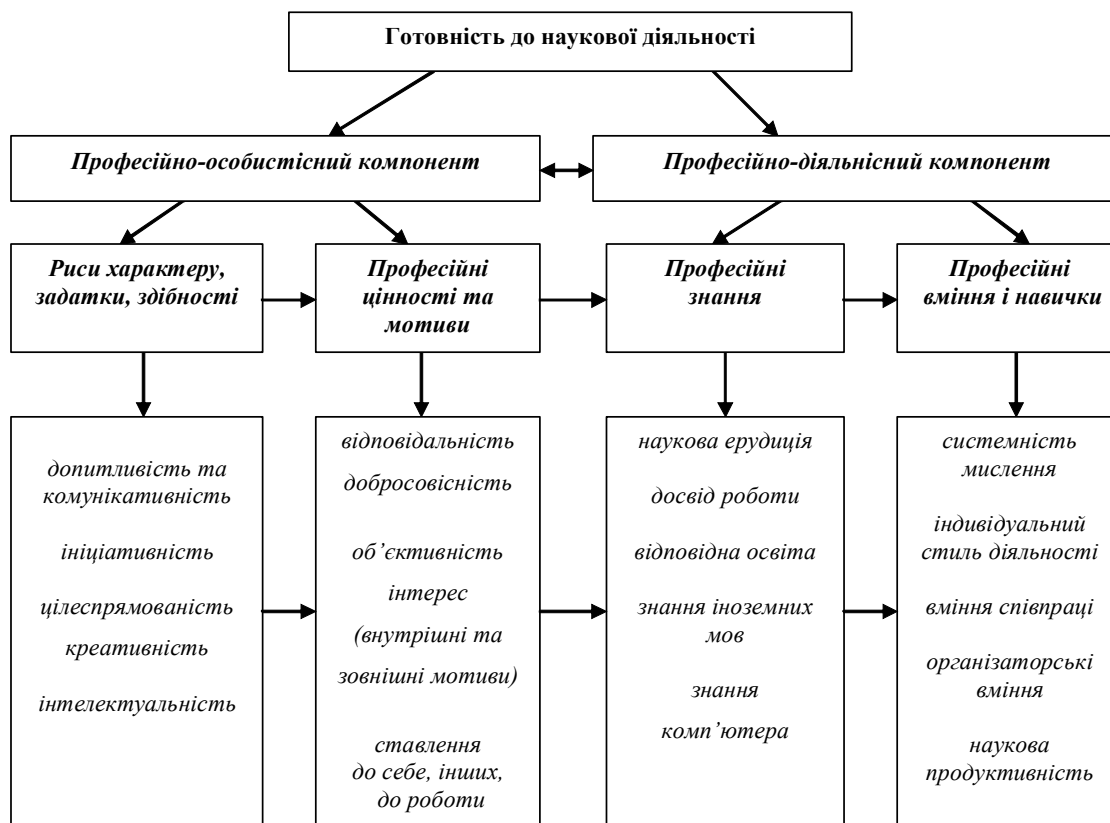 Готовність до наукової діяльності
Професійно-особистісний компонент
Професійно-діяльнісний компонент
Риси характеру,
задатки, здібності
Професійні
цінності та
мотиви
Професійні
знання
Професійні
вміння і навички
допитливість та
комунікативність
ініціативність
цілеспрямованість
креативність
інтелектуальність
відповідальність
добросовісність
об’єктивність
інтерес
(внутрішні та
зовнішні мотиви)
ставлення
до себе, інших,
до роботи
наукова ерудиція
досвід роботи
відповідна освіта
знання іноземних
мов
знання
комп’ютера
системність
мислення
індивідуальний
стиль діяльності
вміння співпраці
організаторські
вміння
наукова
продуктивність